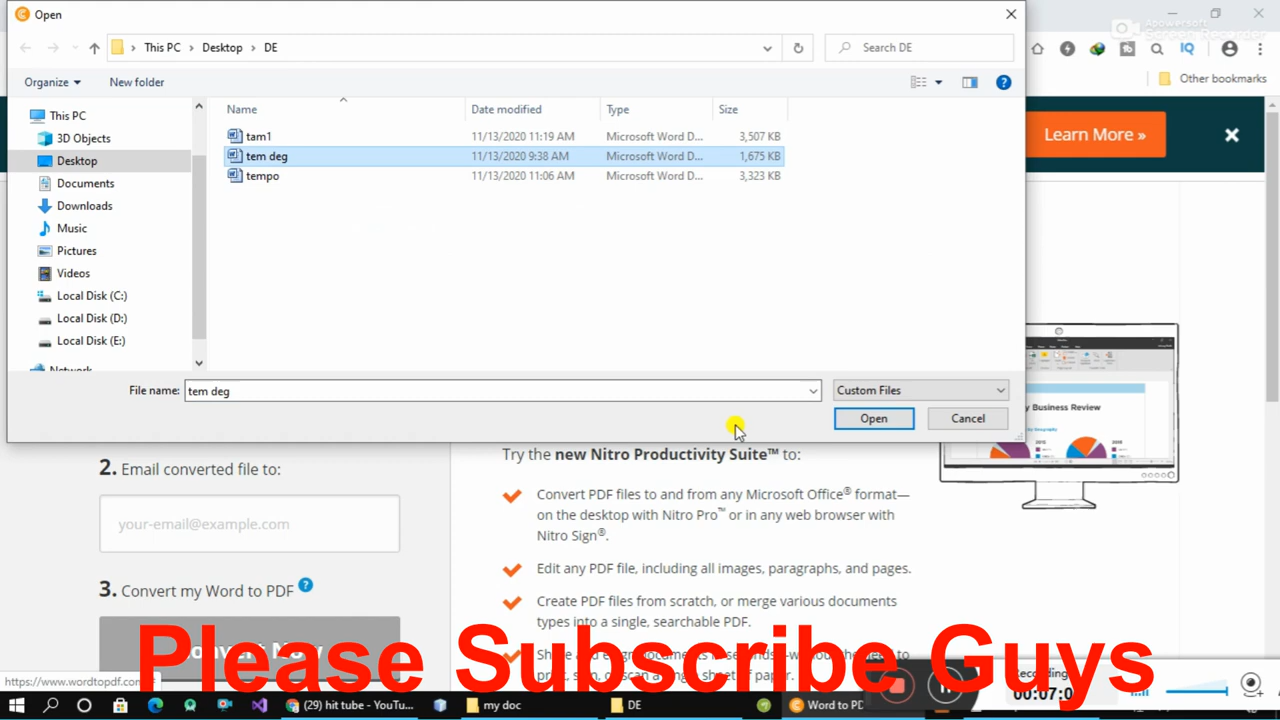 Open
Apowersoft
Screen Recorder
This PC > Desktop > DE
Search DE
Organize
New folder
Other bookmarks
Name
Date modified
Type
Size
This PC
3D Objects
Desktop
Documents
Downloads
Music
Pictures
Videos
Local Disk (C:)
Local Disk (D:)
Local Disk (E:)
Network
tam1 11/13/2020 11:19 AM Microsoft Word D... 3,507 KB
tem deg 11/13/2020 9:38 AM Microsoft Word D... 1,675 KB
tempo 11/13/2020 11:06 AM Microsoft Word D... 3,323 KB
Learn More »
File name: tem deg
Custom Files
Open
Cancel
Business Review
2. Email converted file to:
your-email@example.com
3. Convert my Word to PDF
Try the new Nitro Productivity Suite™ to:
Convert PDF files to and from any Microsoft Office® format—
on the desktop with Nitro Pro™ or in any web browser with
Nitro Sign®.
Edit any PDF file, including all images, paragraphs, and pages.
Create PDF files from scratch, or merge various documents
types into a single, searchable PDF.
Please Subscribe Guys
https://www.wordtopdf.com
Recording
00:07:0
(29) hit tube - YouTu...
my doc
DE
Word to PD